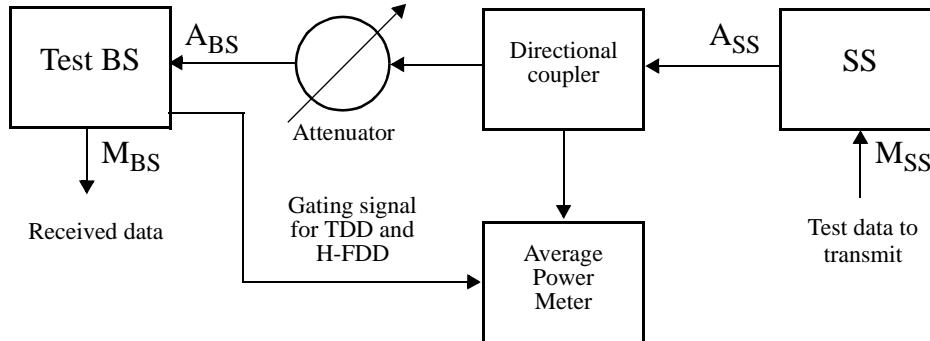 Test BS
A_BS
Attenuator
Directional
coupler
A_SS
SS
M_BS
M_SS
Received data
Gating signal
for TDD and
H-FDD
Average
Power
Meter
Test data to
transmit